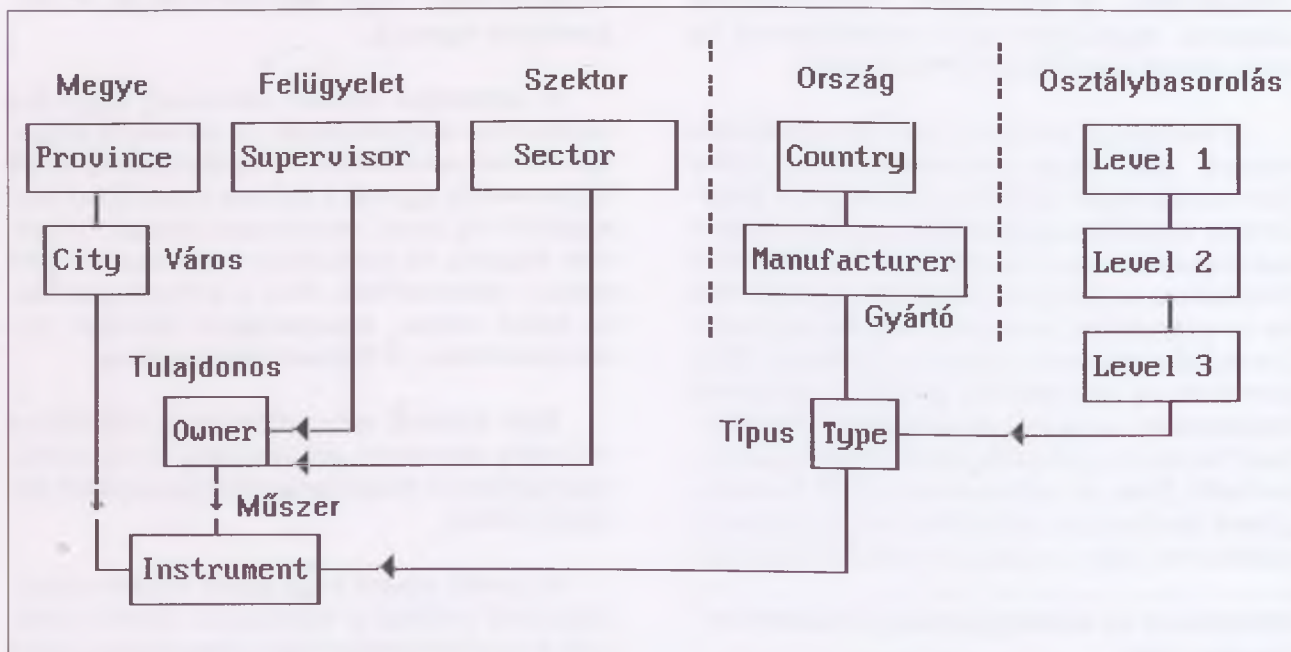 Megye Felügyelet Szektor Ország Osztálybasorolás
Province Supervisor Sector Country Level 1
City Város Manufacturer Level 2
Gyártó
Level 3
Tulajdonos
Owner Típus Type
Műszer
Instrument